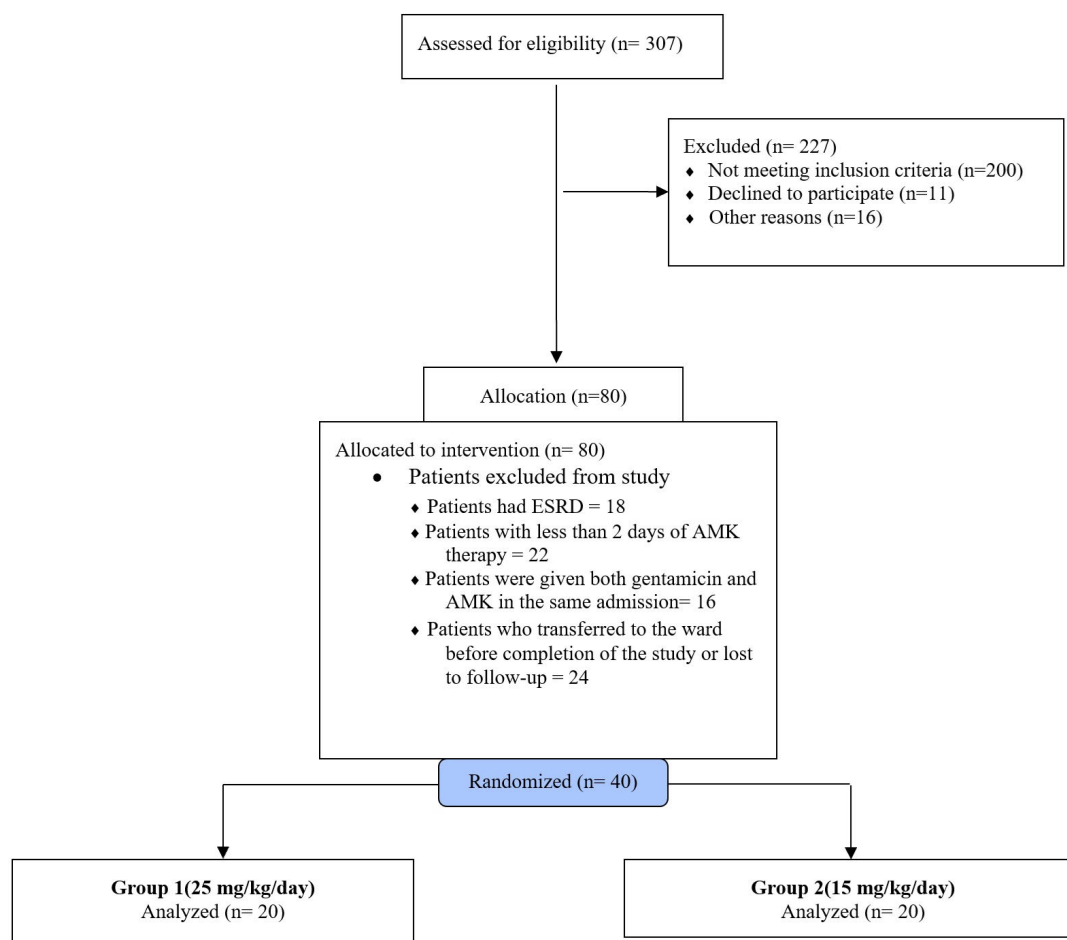 Assessed for eligibility (n= 307)
Excluded (n= 227)
♦ Not meeting inclusion criteria (n=200)
♦ Declined to participate (n=11)
♦ Other reasons (n=16)
Allocation (n=80)
Allocated to intervention (n= 80)
• Patients excluded from study
♦ Patients had ESRD = 18
♦ Patients with less than 2 days of AMK
therapy = 22
♦ Patients were given both gentamicin and
AMK in the same admission= 16
♦ Patients who transferred to the ward
before completion of the study or lost
to follow-up = 24
Randomized (n= 40)
Group 1(25 mg/kg/day)
Analyzed (n= 20)
Group 2(15 mg/kg/day)
Analyzed (n= 20)